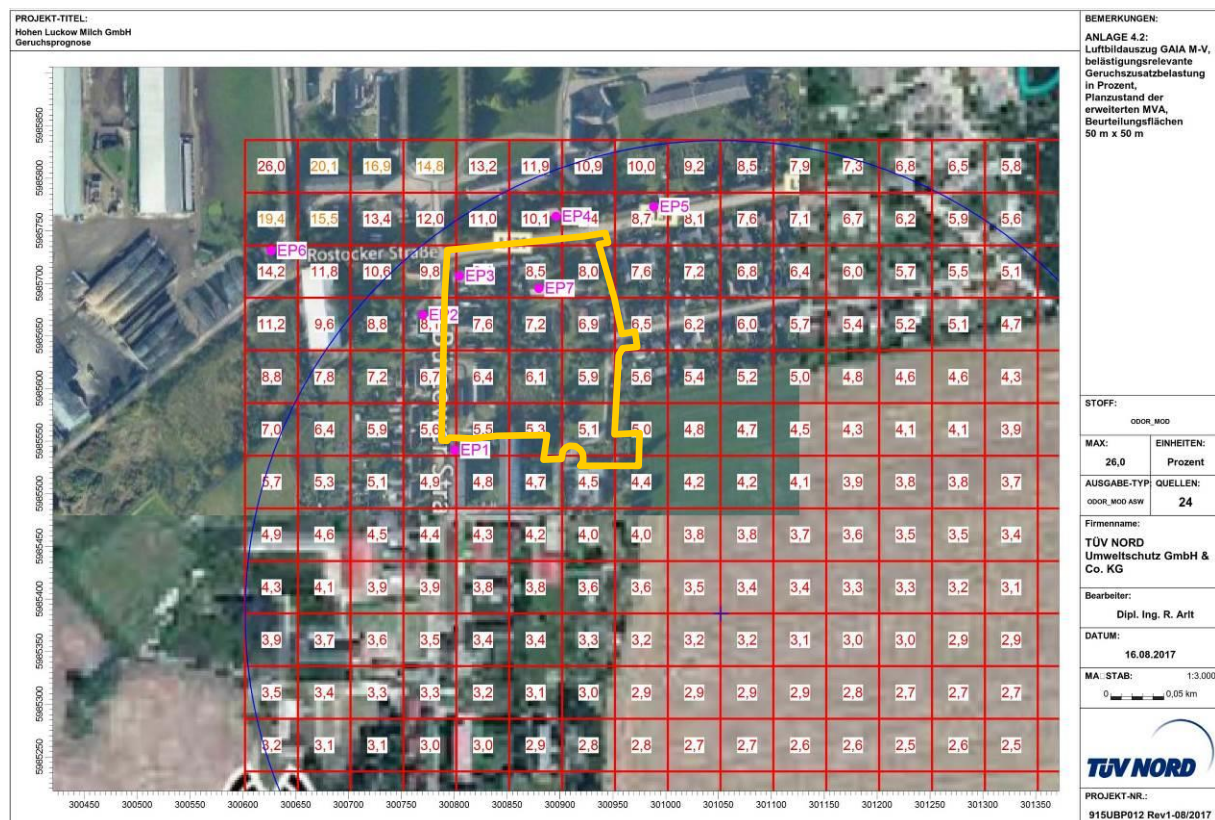 PROJEKT-TITEL:
Hohen Luckow Milch GmbH
Geruchsprognose
BEMERKUNGEN:
ANLAGE 4.2:
Luftbildauszug GAIA M-V,
belästigungsrelevante
Geruchszusatzbelastung
in Prozent,
Planzustand der
erweiterten MVA,
Beurteilungsflächen
50 m x 50 m
26,0 20,1 16,9 14,8 13,2 11,9 10,9 10,0 9,2 8,5 7,9 7,3 6,8 6,5 5,8
EP5
EP4
19,4 15,5 13,4 12,0 11,0 10,1 8,7 8,1 7,6 7,1 6,7 6,2 5,9 5,6
EP6 Rostocker Straße
14,2 11,8 10,6 9,8 EP3 8,5 8,0 7,6 7,2 6,8 6,4 6,0 5,7 5,5 5,1
EP7
EP2
11,2 9,6 8,8 7,6 7,2 6,9 6,5 6,2 6,0 5,7 5,4 5,2 5,1 4,7
8,8 7,8 7,2 6,7 6,4 6,1 5,9 5,6 5,4 5,2 5,0 4,8 4,6 4,6 4,3
7,0 6,4 5,9 5,6 5,5 5,3 5,1 5,0 4,8 4,7 4,5 4,3 4,1 4,1 3,9
EP1
5,7 5,3 5,1 4,9 4,8 4,7 4,5 4,4 4,2 4,2 4,1 3,9 3,8 3,8 3,7
4,9 4,6 4,5 4,4 4,3 4,2 4,0 4,0 3,8 3,8 3,7 3,6 3,5 3,5 3,4
4,3 4,1 3,9 3,9 3,8 3,8 3,6 3,6 3,5 3,4 3,4 3,3 3,3 3,2 3,1
3,9 3,7 3,6 3,5 3,4 3,4 3,3 3,2 3,2 3,2 3,1 3,0 3,0 2,9 2,9
3,5 3,4 3,3 3,3 3,2 3,1 3,0 2,9 2,9 2,9 2,9 2,8 2,7 2,7 2,7
3,2 3,1 3,1 3,0 3,0 2,9 2,8 2,8 2,7 2,7 2,6 2,6 2,5 2,6 2,5
5985850
5985800
5985750
5985700
5985650
5985600
5985550
5985500
5985450
5985400
5985350
5985300
5985250
300450 300500 300550 300600 300650 300700 300750 300800 300850 300900 300950 301000 301050 301100 301150 301200 301250 301300 301350
STOFF:
ODOR_MOD
MAX: EINHEITEN:
26,0 Prozent
AUSGABE-TYP: QUELLEN:
ODOR_MOD ASW 24
Firmenname:
TÜV NORD
Umweltschutz GmbH &
Co. KG
Bearbeiter:
Dipl. Ing. R. Arlt
DATUM:
16.08.2017
MA□STAB: 1:3.000
0 0,05 km
TÜV NORD
PROJEKT-NR.:
915UBP012 Rev1-08/2017